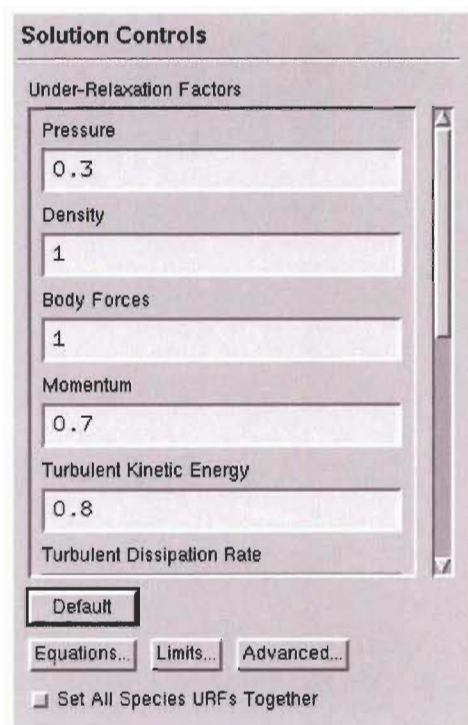 Solution Controls
Under-Relaxation Factors
Pressure
0.3
Density
1
Body Forces
1
Momentum
0.7
Turbulent Kinetic Energy
0.8
Turbulent Dissipation Rate
Default
Equations... Limits... Advanced...
Set All Species URFs Together